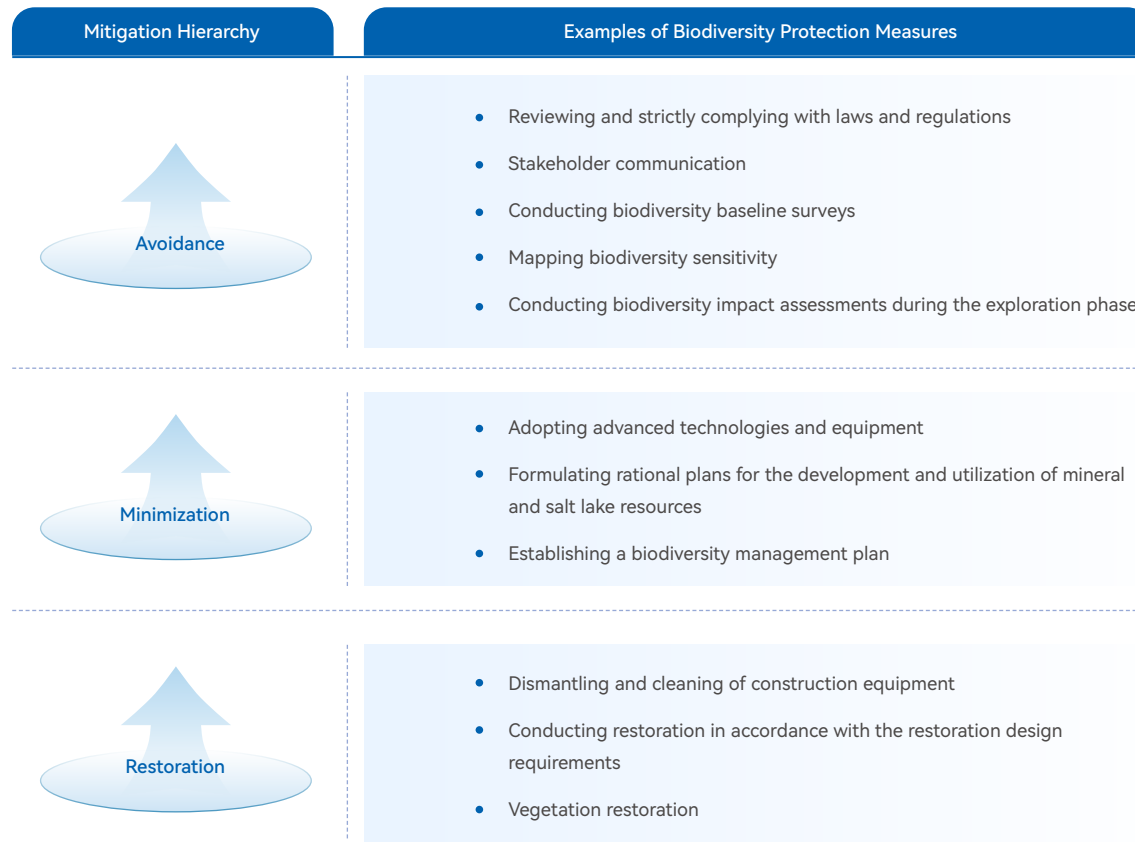 Mitigation Hierarchy
Examples of Biodiversity Protection Measures
Avoidance
Reviewing and strictly complying with laws and regulations
Stakeholder communication
Conducting biodiversity baseline surveys
Mapping biodiversity sensitivity
Conducting biodiversity impact assessments during the exploration phase
Minimization
Adopting advanced technologies and equipment
Formulating rational plans for the development and utilization of mineral
and salt lake resources
Establishing a biodiversity management plan
Restoration
Dismantling and cleaning of construction equipment
Conducting restoration in accordance with the restoration design
requirements
Vegetation restoration